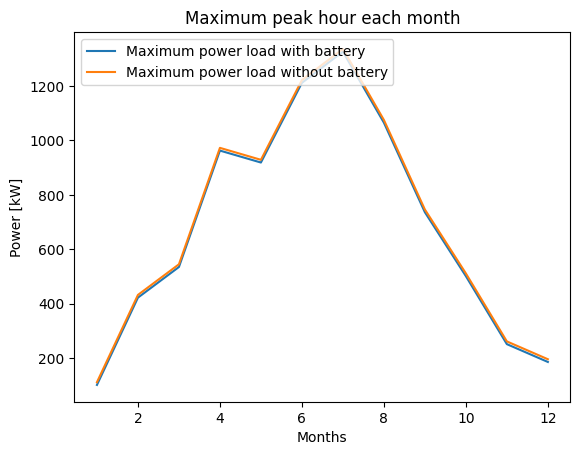 Maximum peak hour each month
Maximum power load with battery
Maximum power load without battery
Power [kW]
1200
1000
800
600
400
200
2 4 6 8 10 12
Months